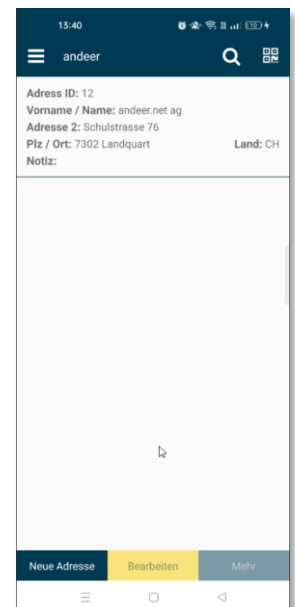 13:40
andeer
Adress ID: 12
Vorname / Name: andeer.net ag
Adresse 2: Schulstrasse 76
Plz / Ort: 7302 Landquart Land: CH
Notiz:
Neue Adresse Bearbeiten Mehr